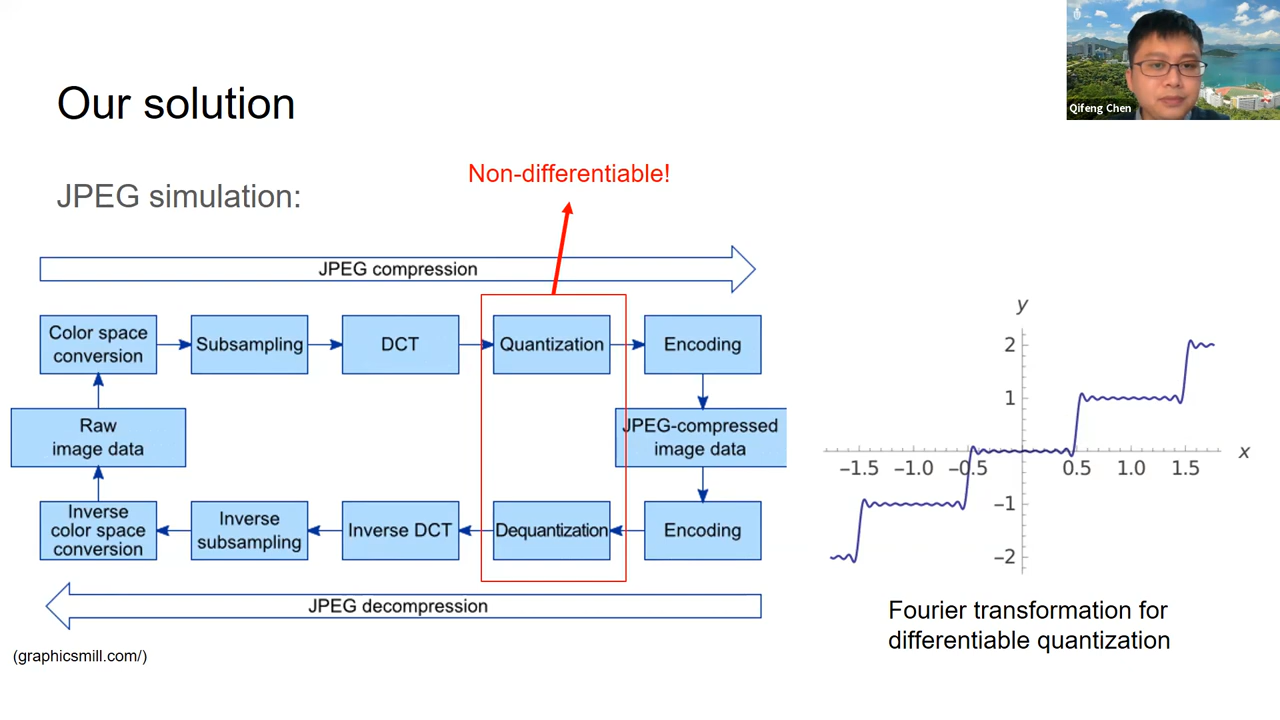 Qifeng Chen
Our solution
Non-differentiable!
JPEG simulation:
JPEG compression
Color space
conversion
Subsampling
DCT
Quantization
Encoding
Raw
image data
JPEG-compressed
image data
Inverse
color space
conversion
Inverse
subsampling
Inverse DCT
Dequantization
Encoding
JPEG decompression
(graphicsmill.com/)
y
2
1
x
−1.5 −1.0 −0.5 0.5 1.0 1.5
−1
−2
Fourier transformation for
differentiable quantization